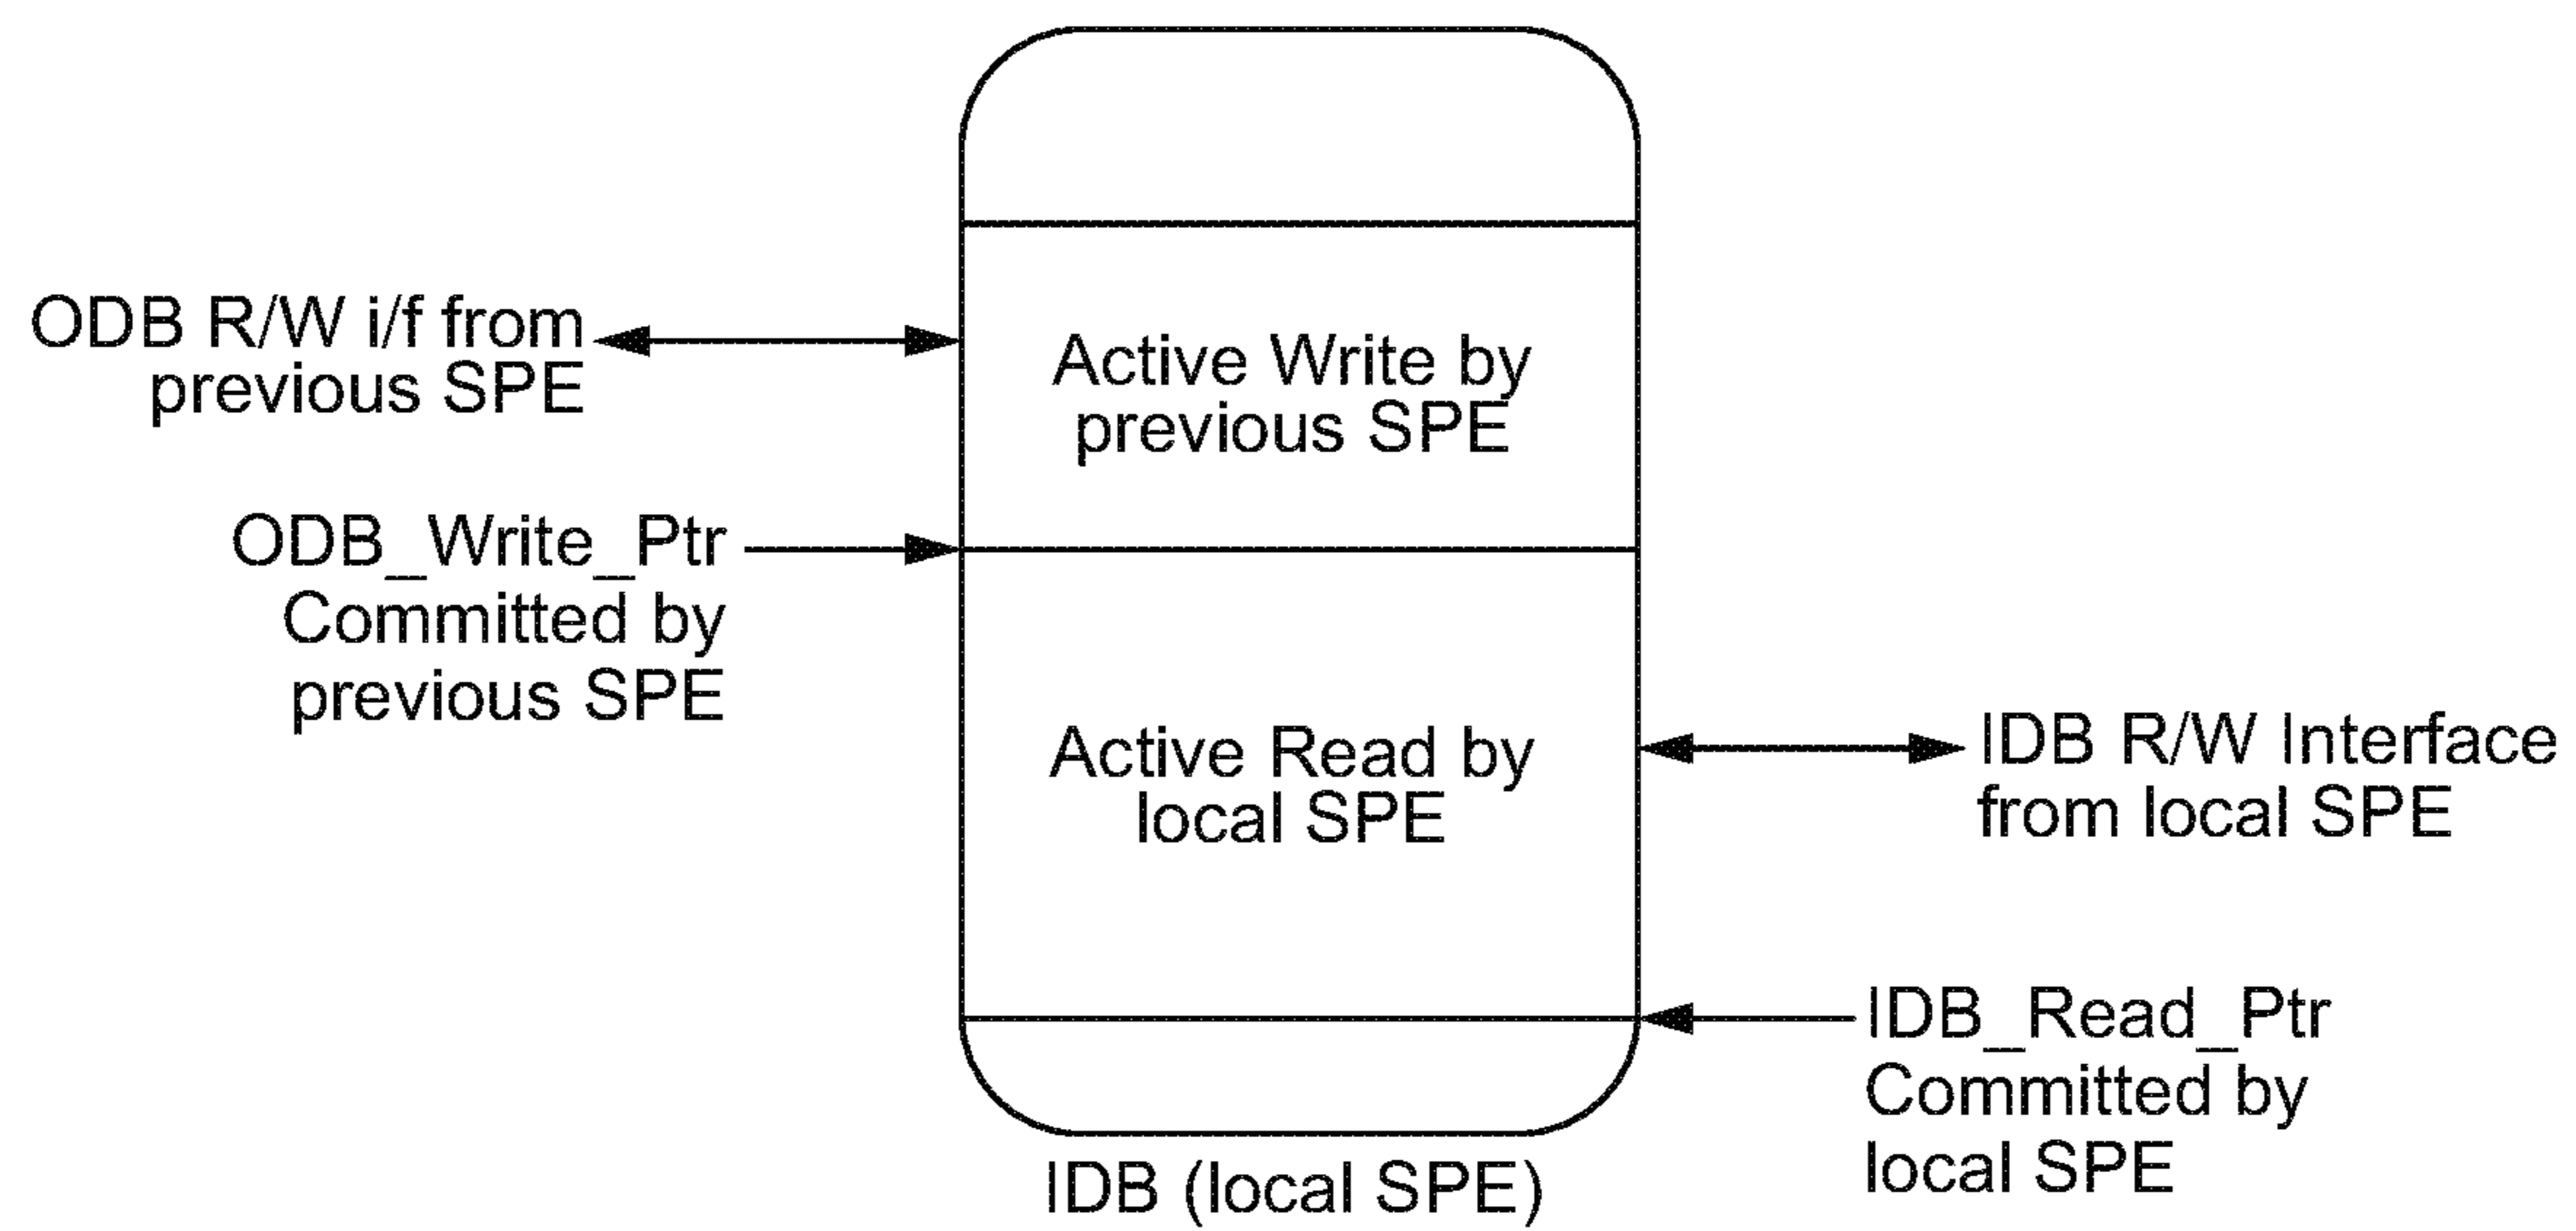 ODB R/W i/f from
previous SPE
Active Write by
previous SPE
ODB_Write_Ptr
Committed by
previous SPE
Active Read by
local SPE
IDB R/W Interface
from local SPE
IDB_Read_Ptr
Committed by
local SPE
IDB (local SPE)